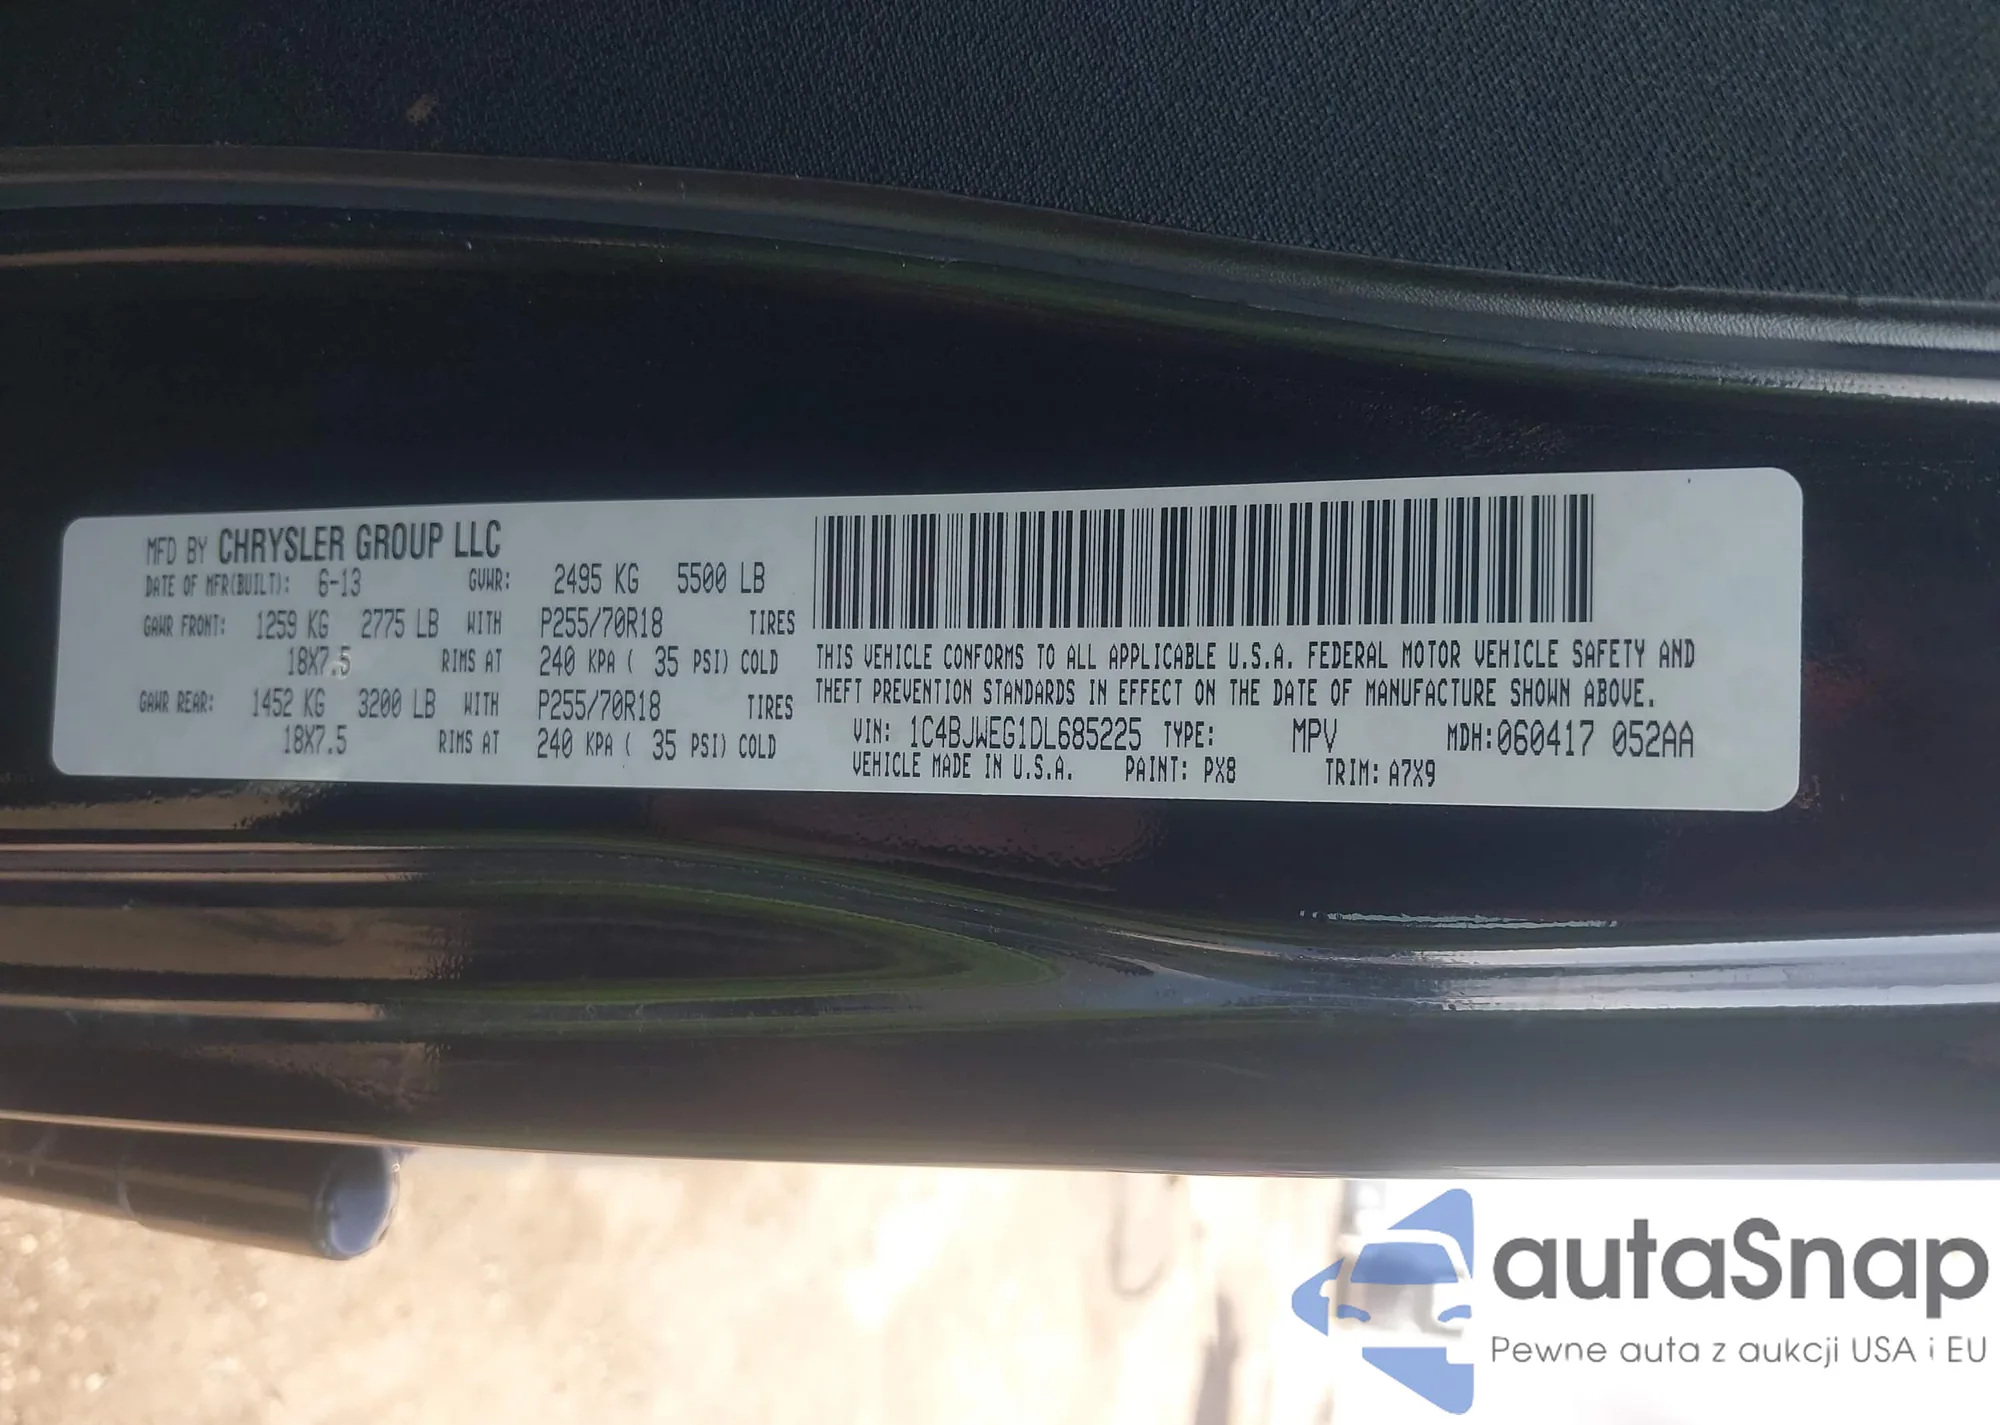 MFD BY CHRYSLER GROUP LLC
DATE OF MFR(BUILT): 6-13 GVWR: 2495 KG 5500 LB
GAWR FRONT: 1259 KG 2775 LB WITH P255/70R18 TIRES
18X7.5 RIMS AT 240 KPA ( 35 PSI) COLD
GAWR REAR: 1452 KG 3200 LB WITH P255/70R18 TIRES
18X7.5 RIMS AT 240 KPA ( 35 PSI) COLD
THIS VEHICLE CONFORMS TO ALL APPLICABLE U.S.A. FEDERAL MOTOR VEHICLE SAFETY AND
THEFT PREVENTION STANDARDS IN EFFECT ON THE DATE OF MANUFACTURE SHOWN ABOVE.
VIN: 1C4BJWEG1DL685225 TYPE: MPV MDH:060417 052AA
VEHICLE MADE IN U.S.A. PAINT: PX8 TRIM: A7X9
autaSnap
Pewne auta z aukcji USA i EU